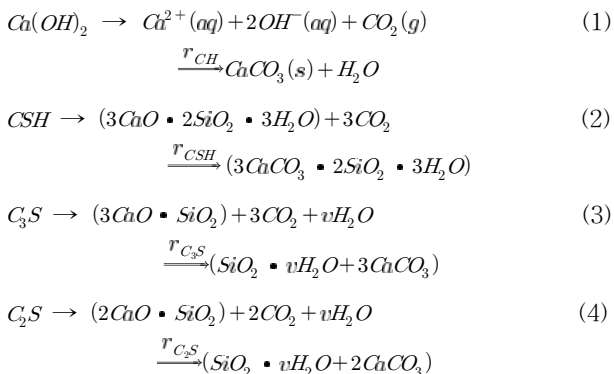 Ca(OH)₂ → Ca²⁺(aq)+2OH⁻(aq)+CO₂(g) (1)
r_CH⟶ CaCO₃(s)+H₂O
CSH → (3CaO • 2SiO₂ • 3H₂O)+3CO₂ (2)
r_CSH⟶ (3CaCO₃ • 2SiO₂ • 3H₂O)
C₃S → (3CaO • SiO₂)+3CO₂+vH₂O (3)
r_C₃S⟶ (SiO₂ • vH₂O+3CaCO₃)
C₂S → (2CaO • SiO₂)+2CO₂+vH₂O (4)
r_C₂S⟶ (SiO₂ • vH₂O+2CaCO₃)